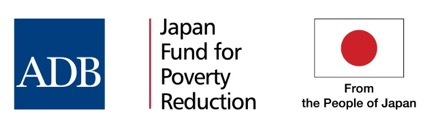 ADB
Japan
Fund for
Poverty
Reduction
From
the People of Japan